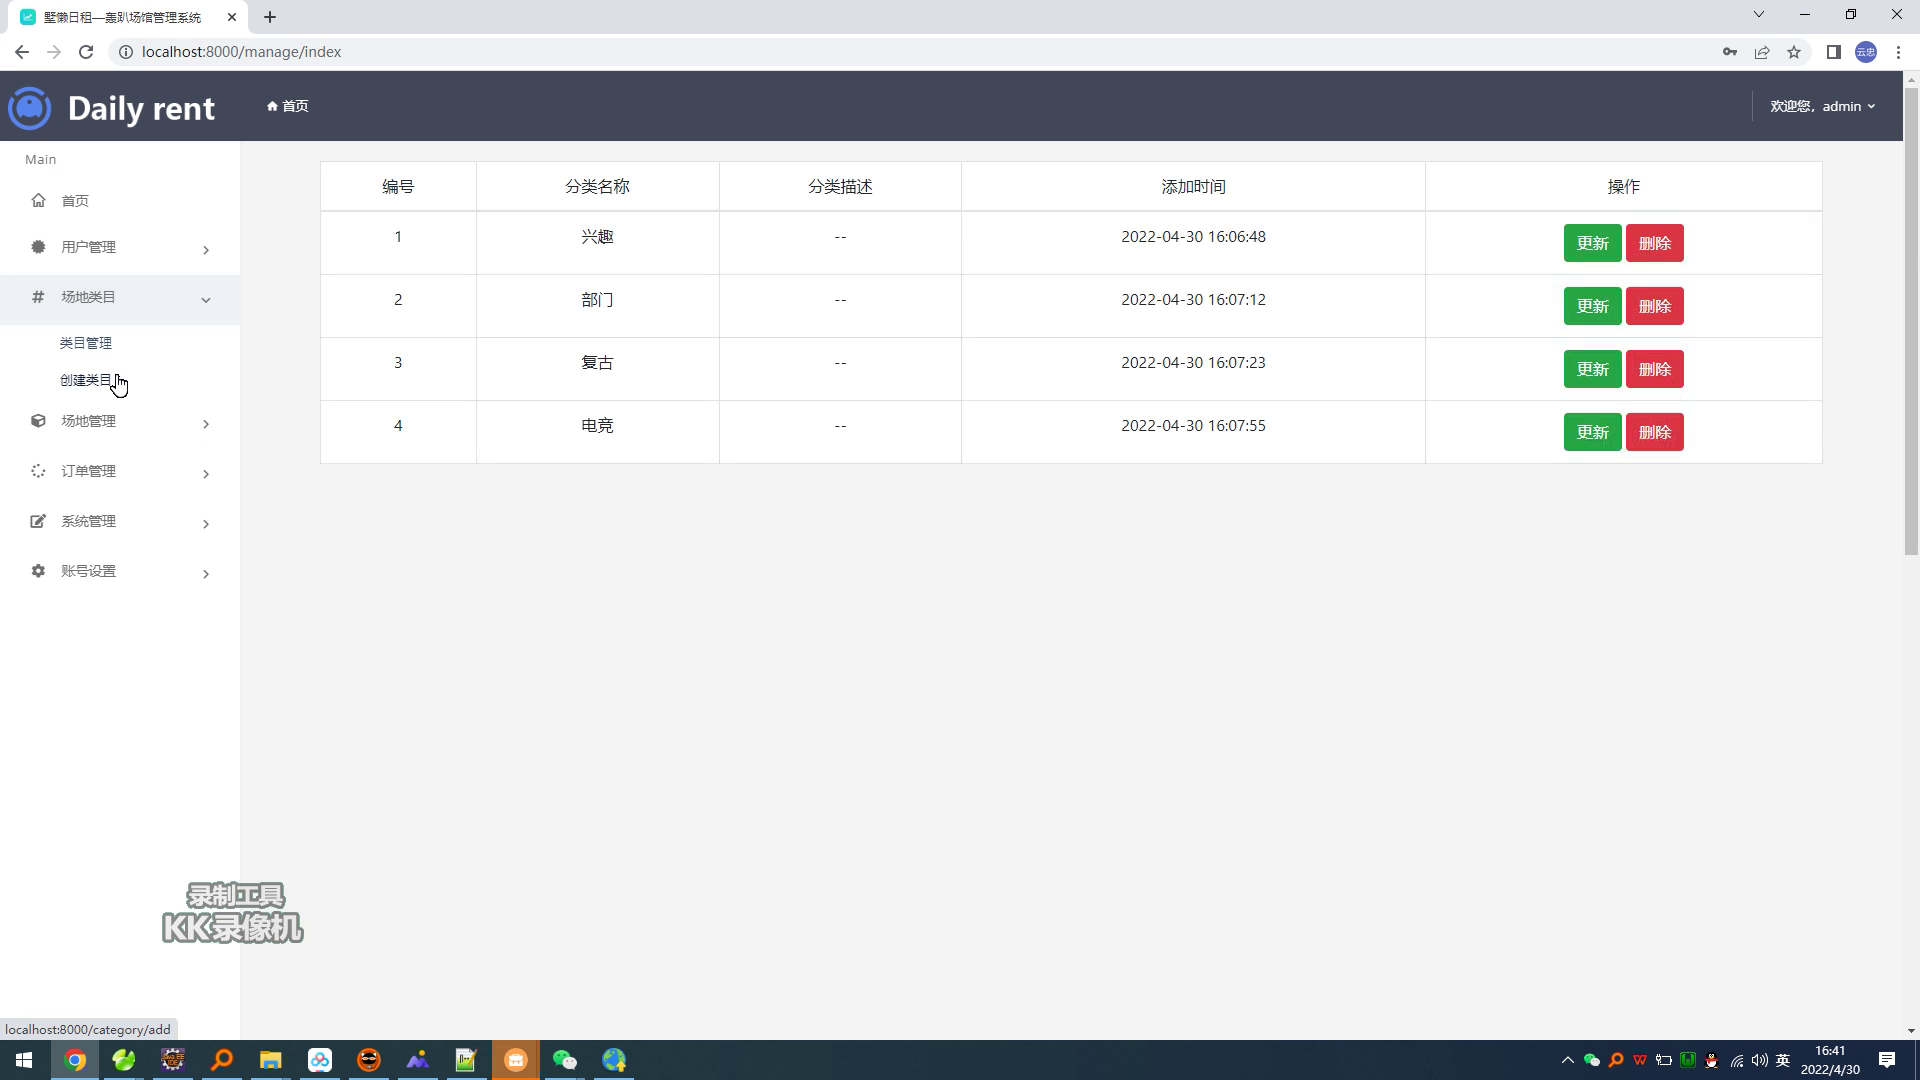 墅懒日租—轰趴场馆管理系统
localhost:8000/manage/index
云忠
Daily rent
首页
欢迎您，admin
Main
首页
用户管理
场地类目
类目管理
创建类目
场地管理
订单管理
系统管理
账号设置
编号 分类名称 分类描述 添加时间 操作
1 兴趣 -- 2022-04-30 16:06:48 更新 删除
2 部门 -- 2022-04-30 16:07:12 更新 删除
3 复古 -- 2022-04-30 16:07:23 更新 删除
4 电竞 -- 2022-04-30 16:07:55 更新 删除
录制工具
KK录像机
localhost:8000/category/add
英
16:41
2022/4/30